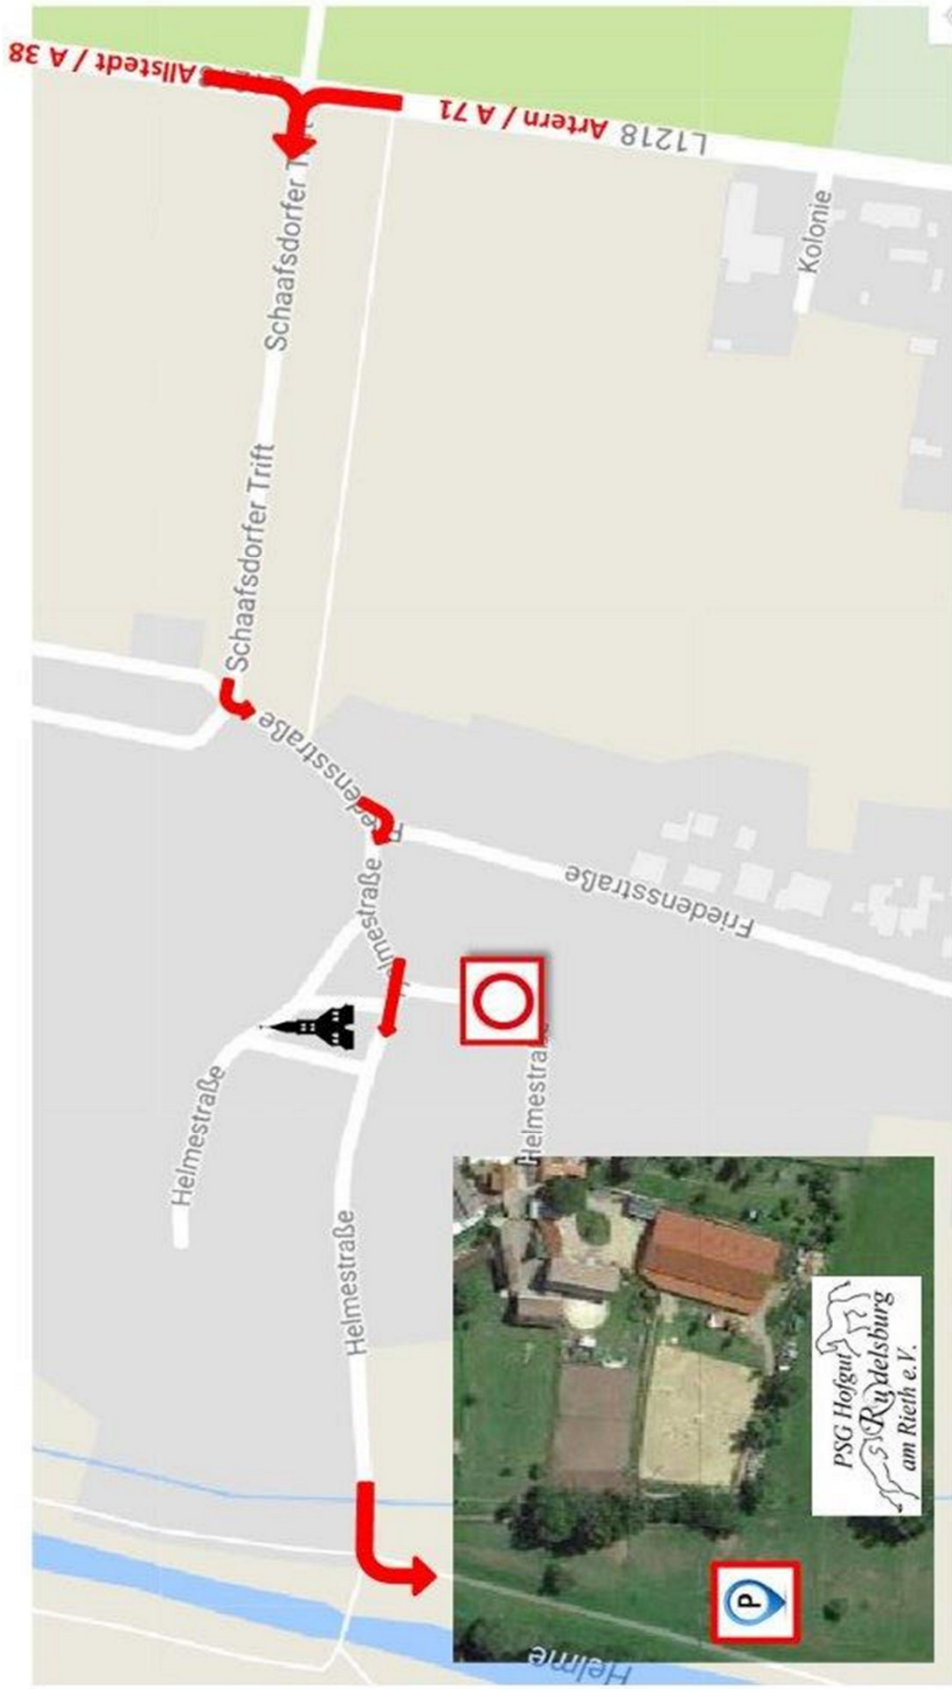 Allstedt / A 38
Artern / A 71
L1218
Kolonie
Schaafsdorfer Trift
Schaafsdorfer Trift
Friedensstraße
Friedensstraße
Helmestraße
Helmestraße
Helmestraße
Helmestraße
PSG Hofgut
Rudelsburg
am Rieth e.V.
P
Helme